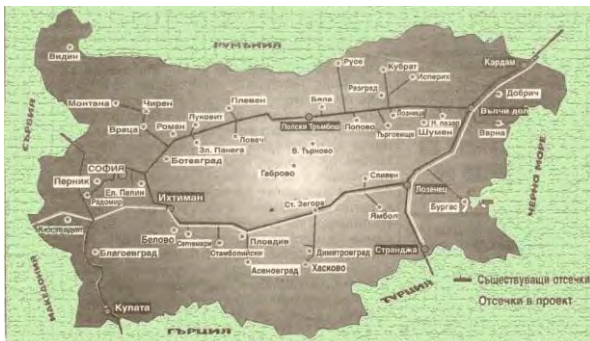 РУМЪНИЯ
Видин
Русе
Кубрат
Кардам
Исперих
Разград
Добрич
Монтана
Чирен
Плевен
Бяла
Луковит
Лозница
Вълчи дол
Враца
Роман
Полски Тръмбеш
Попово
Н. пазар
Търговище
Шумен
Варна
СЪРБИЯ
Зл. Панега
Ловеч
В. Търново
Ботевград
Габрово
СОФИЯ
Перник
Ел. Пелин
Сливен
Лозенец
ЧЕРНО МОРЕ
Радомир
Ихтиман
Ст. Загора
Бургас
Ямбол
Кюстендил
Белово
Септември
Пловдив
Странджа
Благоевград
Стамболийски
Димитровград
Асеновград
Хасково
МАКЕДОНИЯ
Кулата
ТУРЦИЯ
ГЪРЦИЯ
Съществуващи отсечки
Отсечки в проект